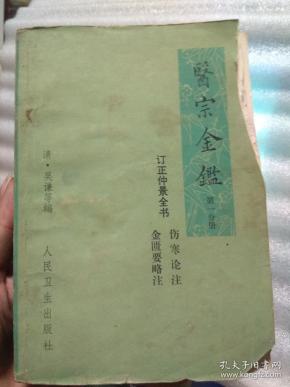 醫宗金鑑
第一分册
订正仲景全书
伤寒论注
金匮要略注
清·吴谦等编
人民卫生出版社
孔夫子旧书网